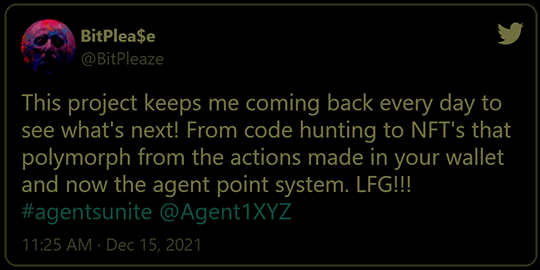 BitPlea$e
@BitPleaze
This project keeps me coming back every day to
see what's next! From code hunting to NFT's that
polymorph from the actions made in your wallet
and now the agent point system. LFG!!!
#agentsunite @Agent1XYZ
11:25 AM · Dec 15, 2021